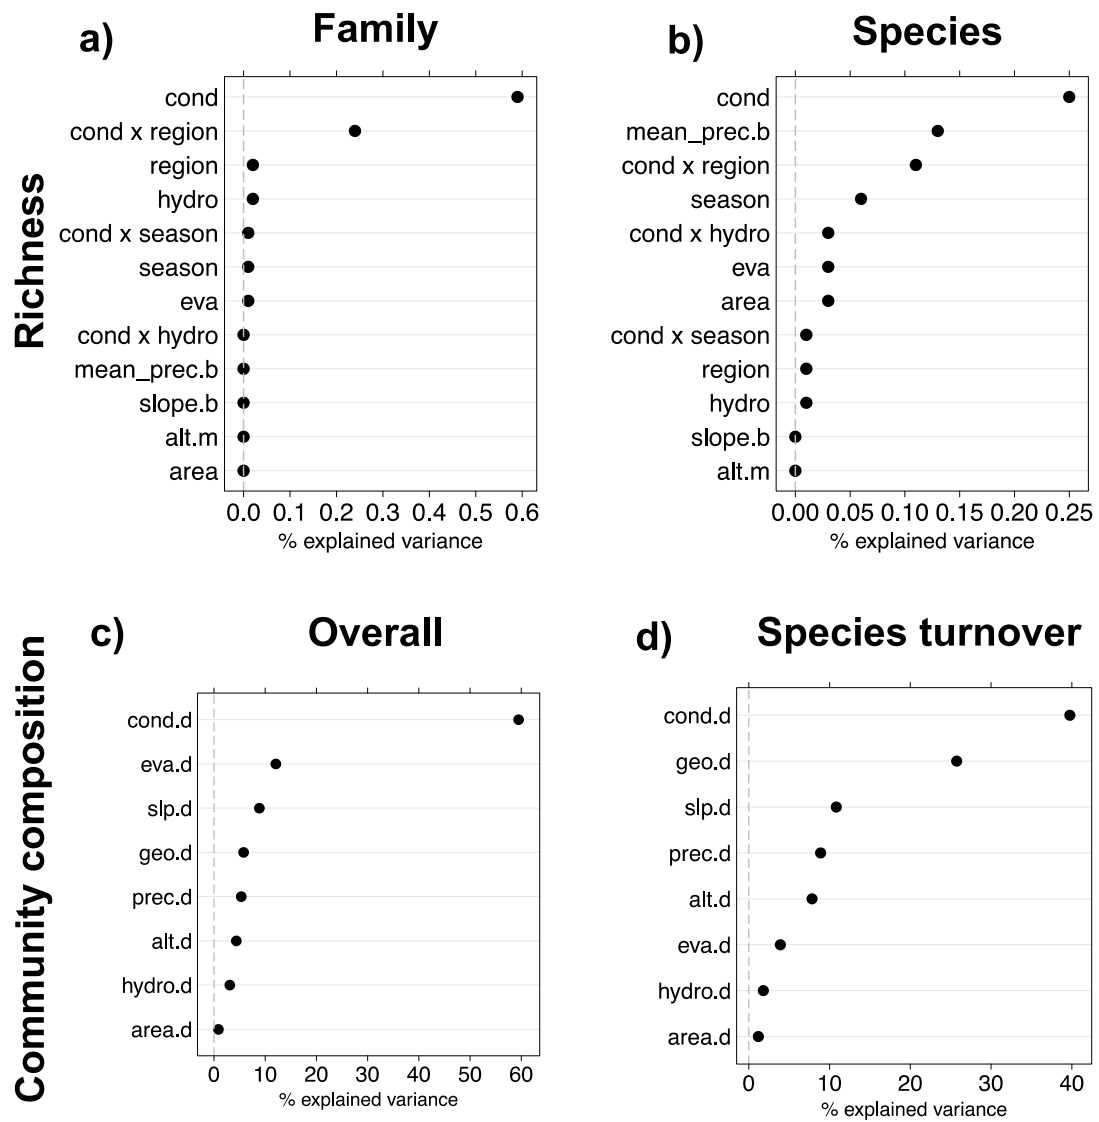 a) Family
cond
cond x region
region
hydro
cond x season
season
eva
cond x hydro
mean_prec.b
slope.b
alt.m
area
0.0 0.1 0.2 0.3 0.4 0.5 0.6
% explained variance
Richness
b) Species
cond
mean_prec.b
cond x region
season
cond x hydro
eva
area
cond x season
region
hydro
slope.b
alt.m
0.00 0.05 0.10 0.15 0.20 0.25
% explained variance
c) Overall
cond.d
eva.d
slp.d
geo.d
prec.d
alt.d
hydro.d
area.d
0 10 20 30 40 50 60
% explained variance
Community composition
d) Species turnover
cond.d
geo.d
slp.d
prec.d
alt.d
eva.d
hydro.d
area.d
0 10 20 30 40
% explained variance